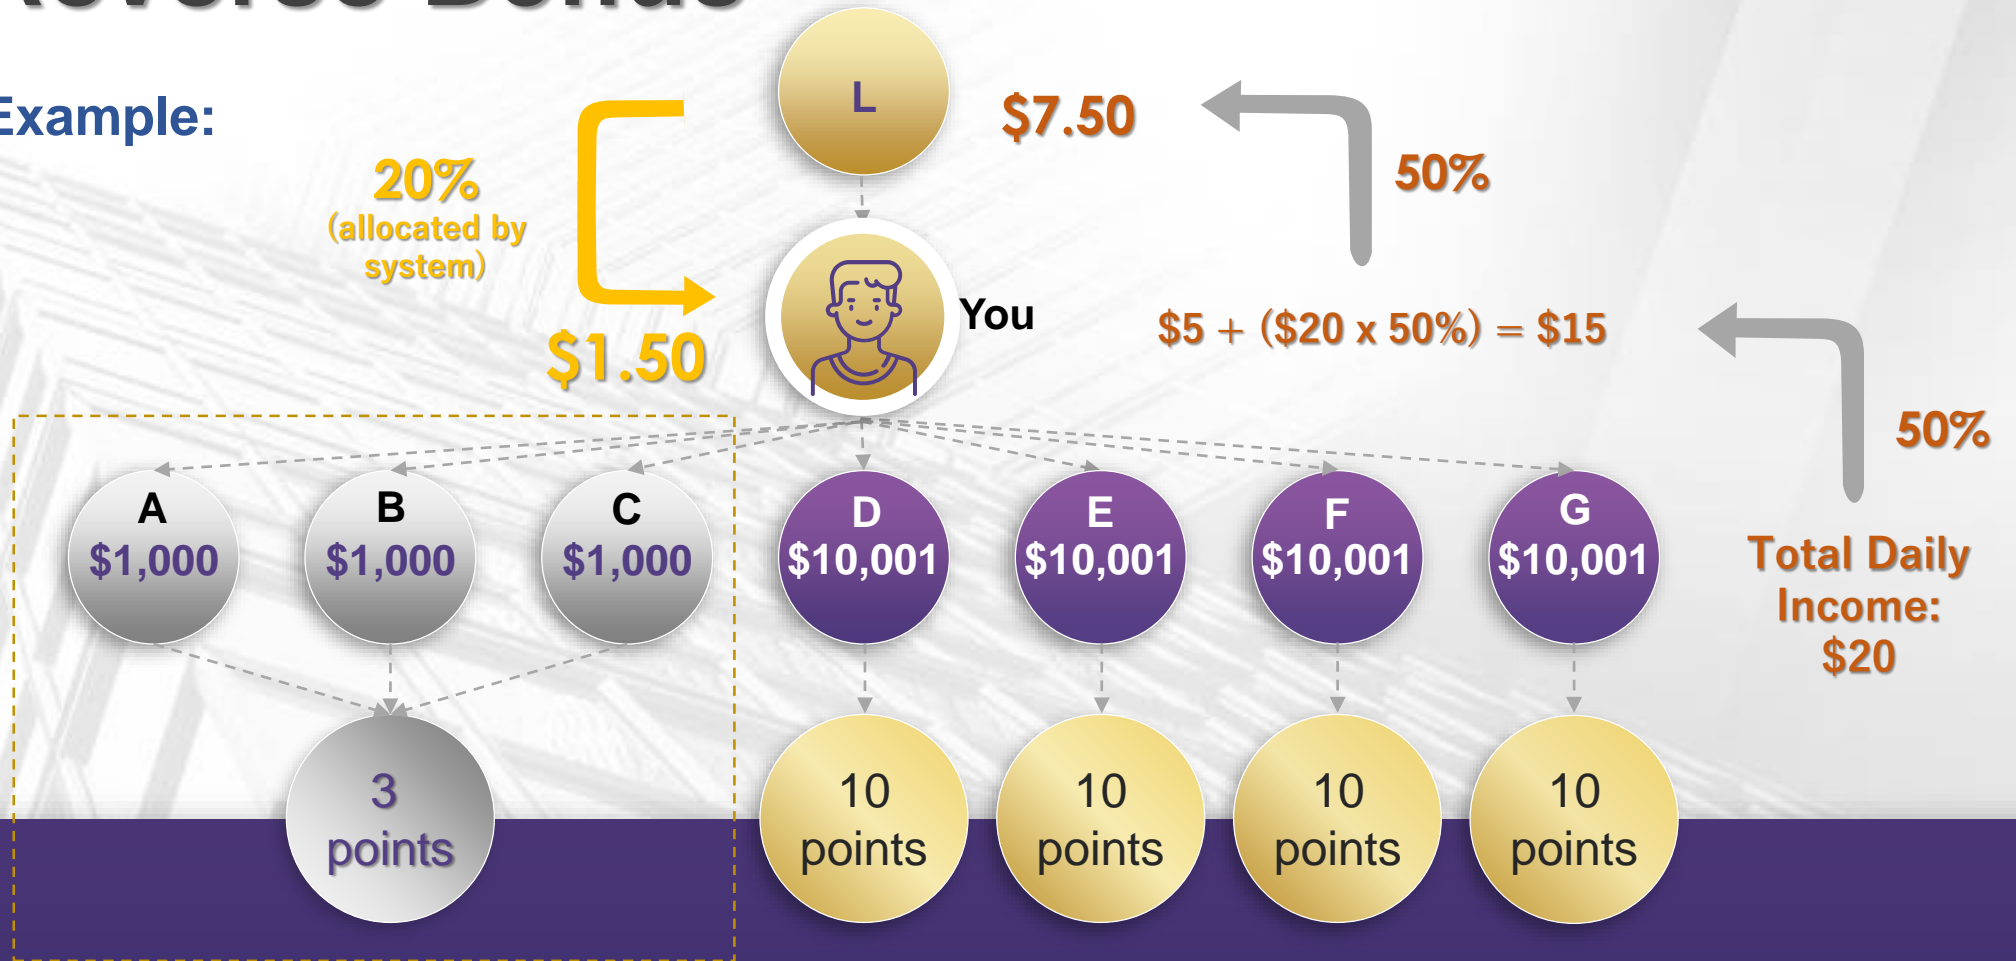 Reverse Bonus
Example:
L
$7.50
50%
20%
(allocated by
system)
$1.50
You
$5 + ($20 x 50%) = $15
50%
A
$1,000
B
$1,000
C
$1,000
D
$10,001
E
$10,001
F
$10,001
G
$10,001
Total Daily
Income:
$20
3
points
10
points
10
points
10
points
10
points